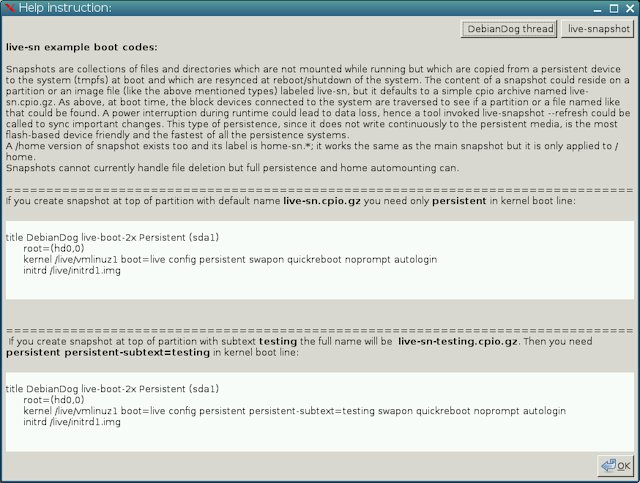 Help instruction:
DebianDog thread
live-snapshot
live-sn example boot codes:
Snapshots are collections of files and directories which are not mounted while running but which are copied from a persistent device
to the system (tmpfs) at boot and which are resynced at reboot/shutdown of the system. The content of a snapshot could reside on a
partition or an image file (like the above mentioned types) labeled live-sn, but it defaults to a simple cpio archive named live-
sn.cpio.gz. As above, at boot time, the block devices connected to the system are traversed to see if a partition or a file named like
that could be found. A power interruption during runtime could lead to data loss, hence a tool invoked live-snapshot --refresh could be
called to sync important changes. This type of persistence, since it does not write continuously to the persistent media, is the most
flash-based device friendly and the fastest of all the persistence systems.
A /home version of snapshot exists too and its label is home-sn.*; it works the same as the main snapshot but it is only applied to /
home.
Snapshots cannot currently handle file deletion but full persistence and home automounting can.
===============================================================================
If you create snapshot at top of partition with default name live-sn.cpio.gz you need only persistent in kernel boot line:
title DebianDog live-boot-2x Persistent (sda1)
root=(hd0,0)
kernel /live/vmlinuz1 boot=live config persistent swapon quickreboot noprompt autologin
initrd /live/initrd1.img
===============================================================================
If you create snapshot at top of partition with subtext testing the full name will be live-sn-testing.cpio.gz. Then you need
persistent persistent-subtext=testing in kernel boot line:
title DebianDog live-boot-2x Persistent (sda1)
root=(hd0,0)
kernel /live/vmlinuz1 boot=live config persistent persistent-subtext=testing swapon quickreboot noprompt autologin
initrd /live/initrd1.img
OK